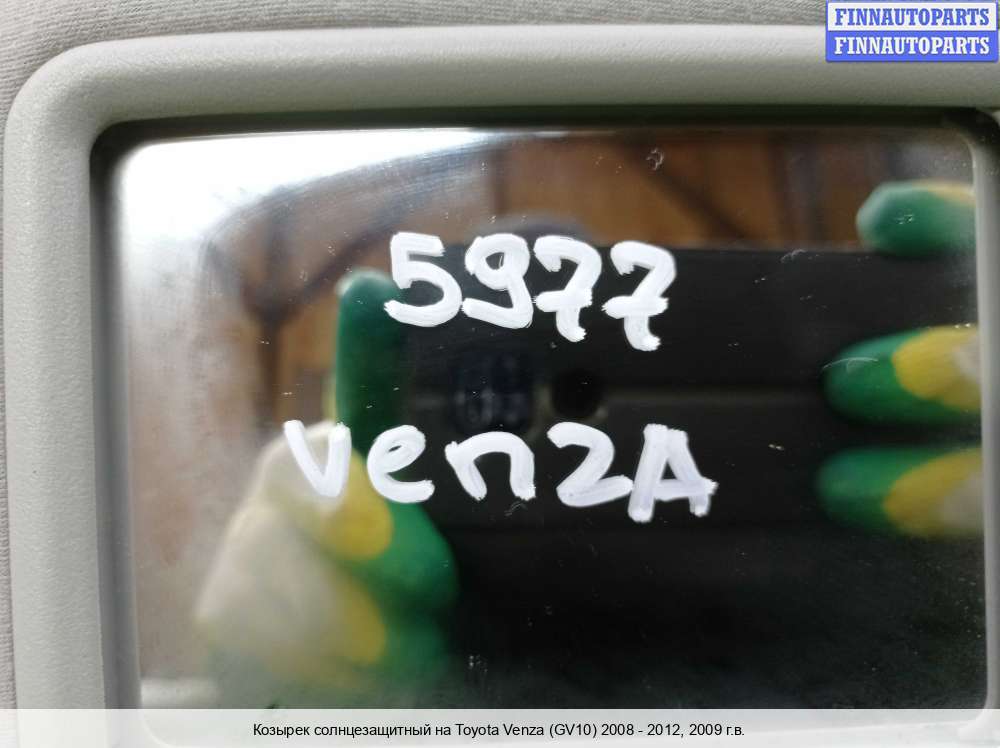 FINNAUTOPARTS
FINNAUTOPARTS
5977
venzA
Козырек солнцезащитный на Toyota Venza (GV10) 2008 - 2012, 2009 г.в.